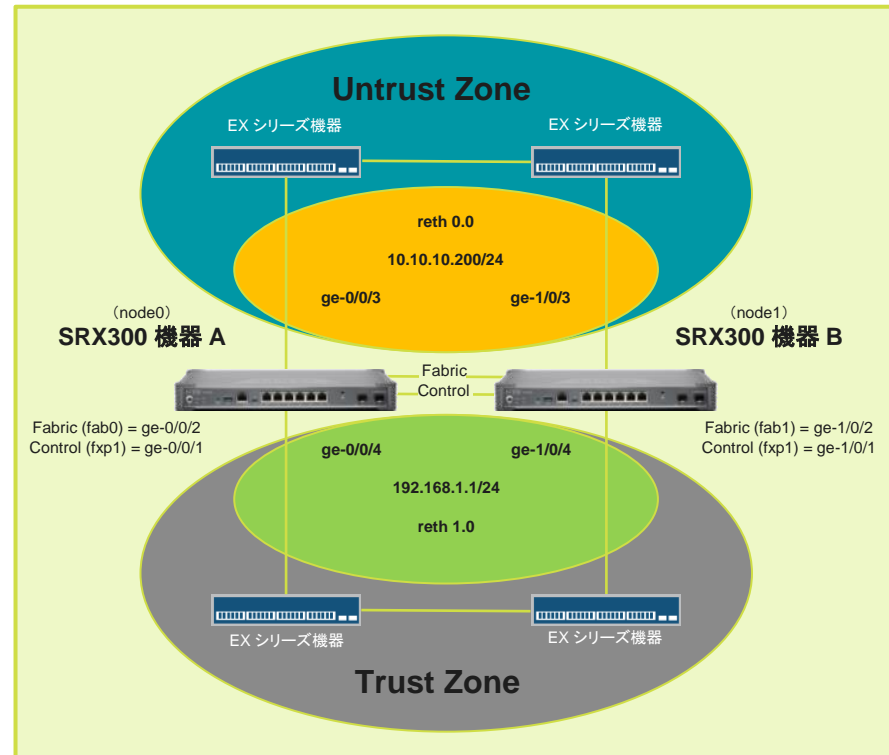 Untrust Zone
EX シリーズ機器
EX シリーズ機器
reth 0.0
10.10.10.200/24
ge-0/0/3
ge-1/0/3
（node0）
SRX300 機器 A
（node1）
SRX300 機器 B
Fabric
Control
Fabric (fab0) = ge-0/0/2
Control (fxp1) = ge-0/0/1
Fabric (fab1) = ge-1/0/2
Control (fxp1) = ge-1/0/1
ge-0/0/4
ge-1/0/4
192.168.1.1/24
reth 1.0
EX シリーズ機器
EX シリーズ機器
Trust Zone